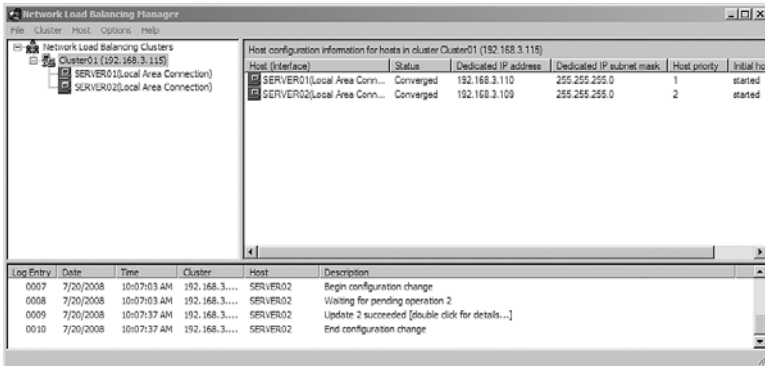 Network Load Balancing Manager
File Cluster Host Options Help
Network Load Balancing Clusters
Cluster01 (192.168.3.115)
SERVER01(Local Area Connection)
SERVER02(Local Area Connection)
Host configuration information for hosts in cluster Cluster01 (192.168.3.115)
Host (Interface) Status Dedicated IP address Dedicated IP subnet mask Host priority Initial ho
SERVER01(Local Area Conn... Converged 192.168.3.110 255.255.255.0 1 started
SERVER02(Local Area Conn... Converged 192.168.3.109 255.255.255.0 2 started
Log Entry Date Time Cluster Host Description
0007 7/20/2008 10:07:03 AM 192.168.3.... SERVER02 Begin configuration change
0008 7/20/2008 10:07:03 AM 192.168.3.... SERVER02 Waiting for pending operation 2
0009 7/20/2008 10:07:37 AM 192.168.3.... SERVER02 Update 2 succeeded [double click for details...]
0010 7/20/2008 10:07:37 AM 192.168.3.... SERVER02 End configuration change